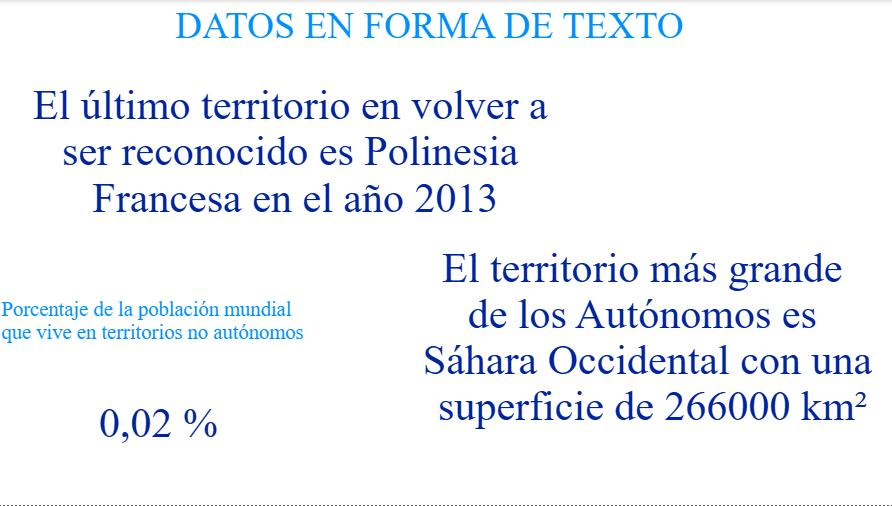 DATOS EN FORMA DE TEXTO
El último territorio en volver a
ser reconocido es Polinesia
Francesa en el año 2013
Porcentaje de la población mundial
que vive en territorios no autónomos
0,02 %
El territorio más grande
de los Autónomos es
Sáhara Occidental con una
superficie de 266000 km²